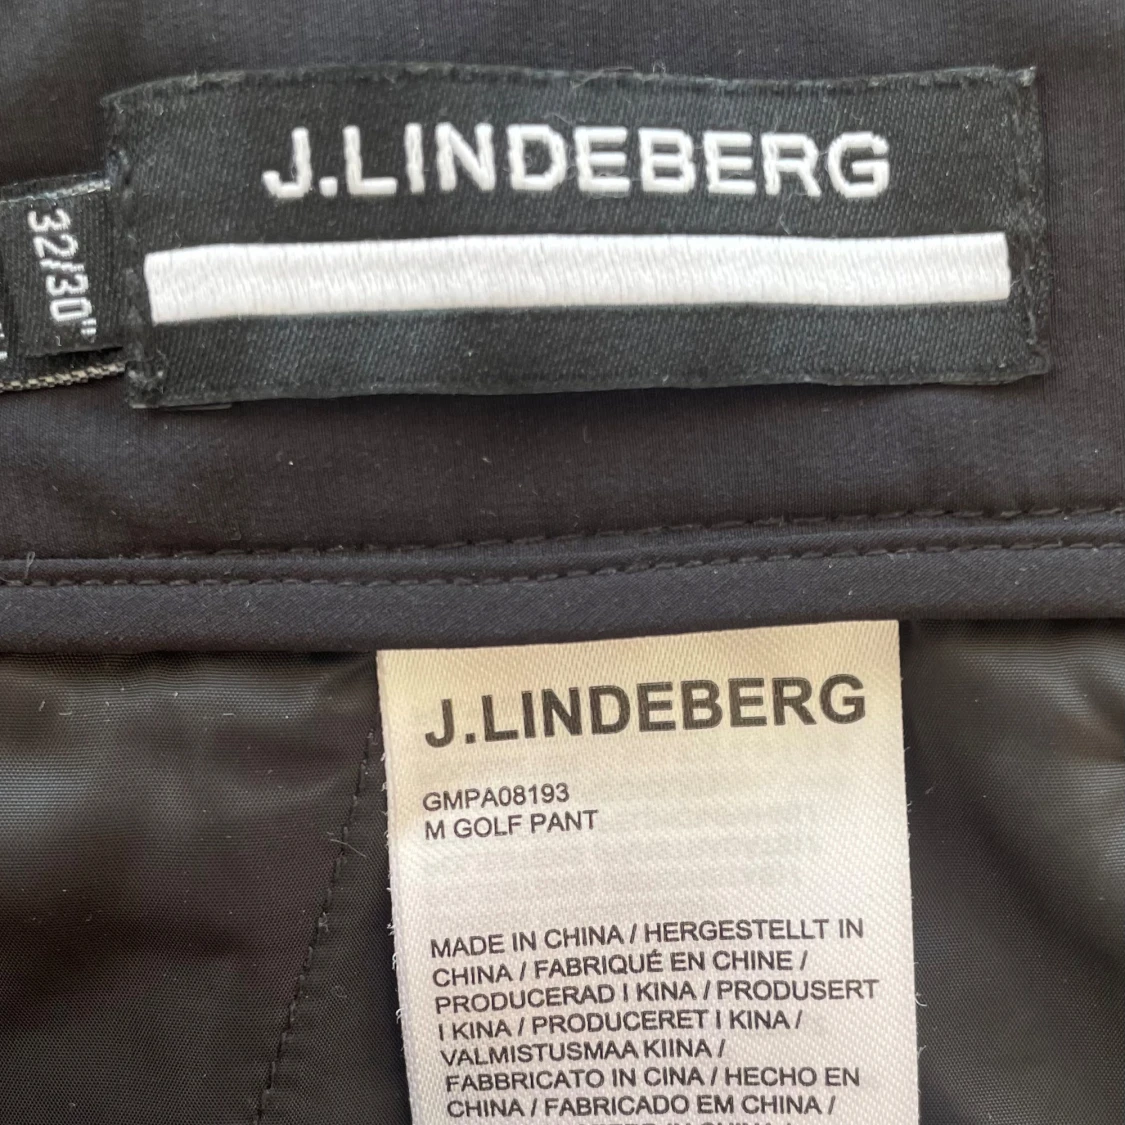 J.LINDEBERG
32/30"
J.LINDEBERG
GMPA08193
M GOLF PANT
MADE IN CHINA / HERGESTELLT IN
CHINA / FABRIQUÉ EN CHINE /
PRODUCERAD I KINA / PRODUSERT
I KINA / PRODUCERET I KINA /
VALMISTUSMAA KIINA /
FABBRICATO IN CINA / HECHO EN
CHINA / FABRICADO EM CHINA /